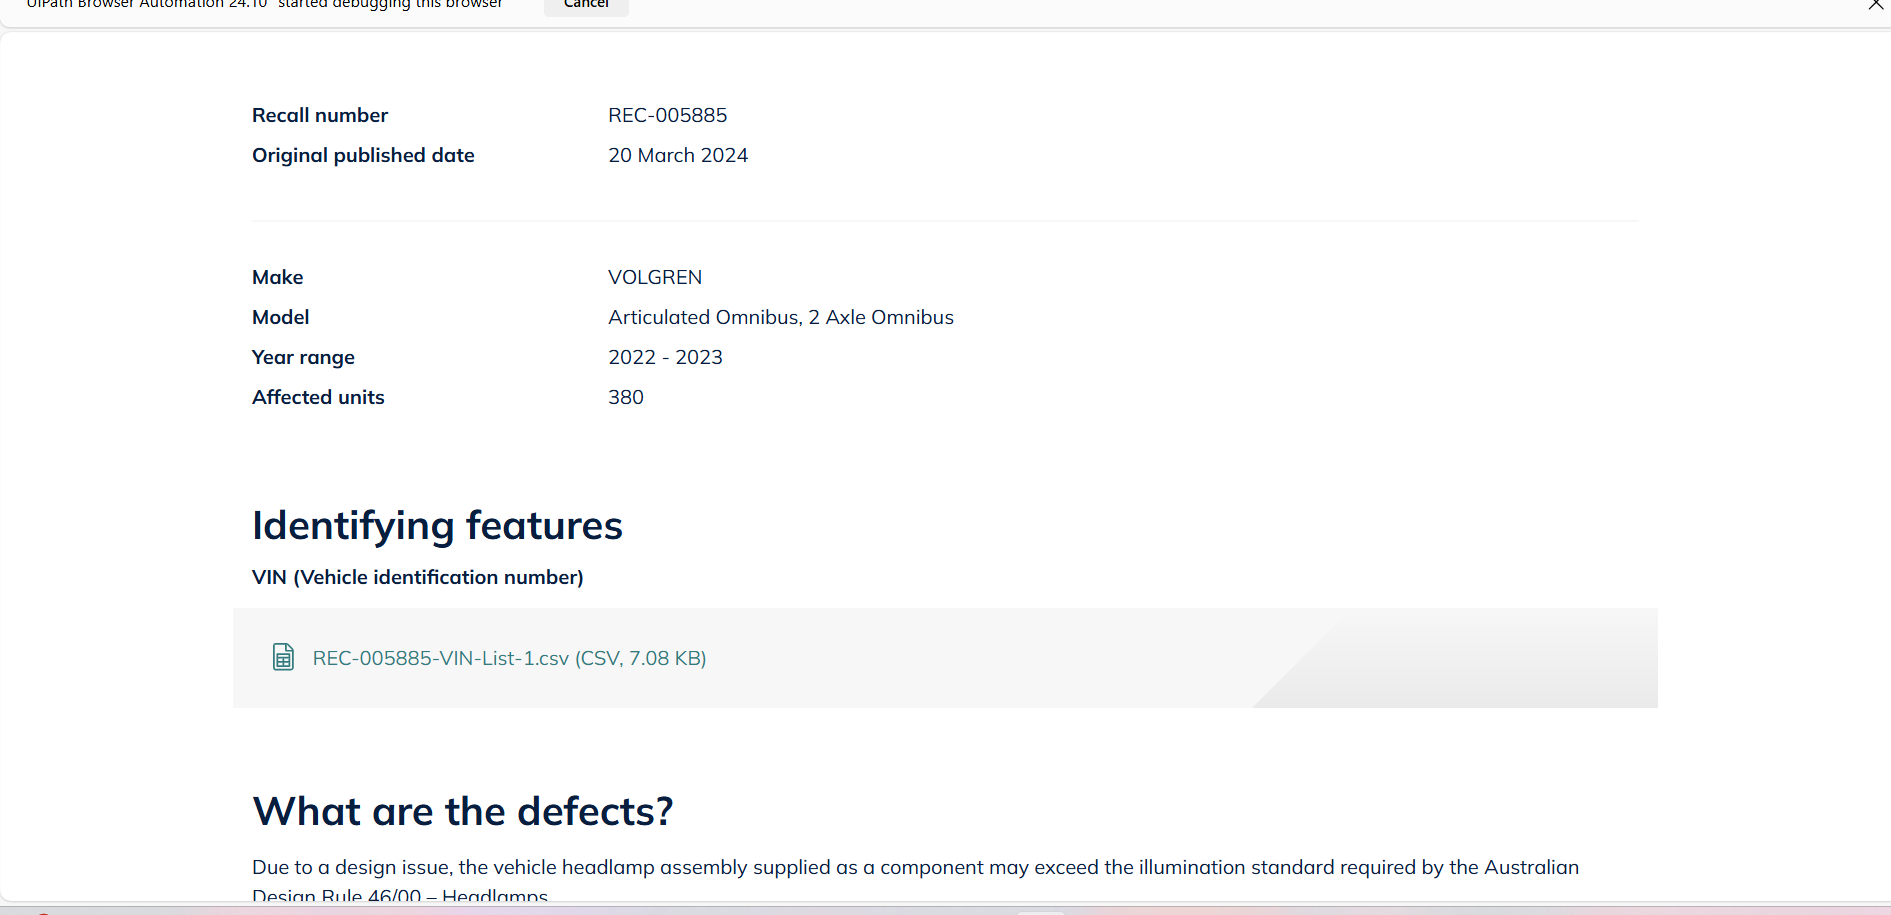 UiPath Browser Automation 24.10" started debugging this browser Cancel
Recall number REC-005885
Original published date 20 March 2024
Make VOLGREN
Model Articulated Omnibus, 2 Axle Omnibus
Year range 2022 - 2023
Affected units 380
Identifying features
VIN (Vehicle identification number)
REC-005885-VIN-List-1.csv (CSV, 7.08 KB)
What are the defects?
Due to a design issue, the vehicle headlamp assembly supplied as a component may exceed the illumination standard required by the Australian
Design Rule 46/00 – Headlamps